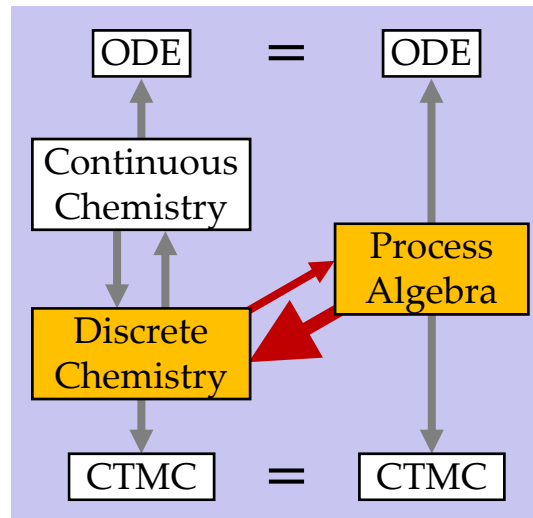 ODE = ODE
Continuous
Chemistry
Process
Algebra
Discrete
Chemistry
CTMC = CTMC